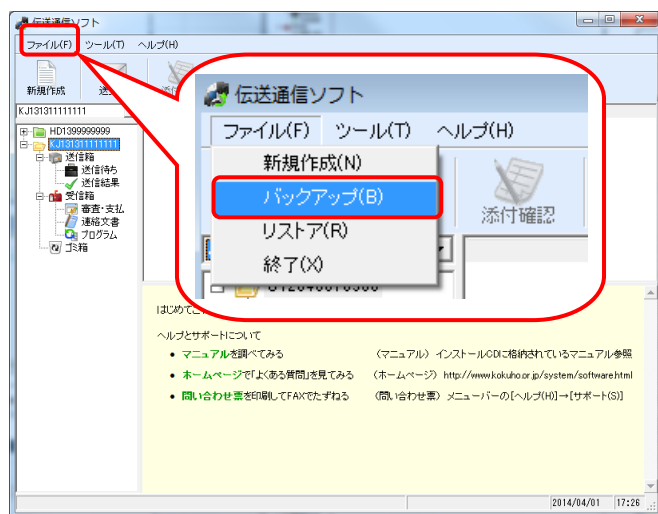 伝送通信ソフト
ファイル(F) ツール(T) ヘルプ(H)
新規作成
KJ131311111111
HD1399999999
KJ131311111111
送信箱
送信待ち
送信結果
受信箱
審査・支払
連絡文書
プログラム
ゴミ箱
伝送通信ソフト
ファイル(F) ツール(T) ヘルプ(H)
新規作成(N)
バックアップ(B)
リストア(R)
終了(X)
添付確認
ヘルプとサポートについて
• マニュアルを調べてみる (マニュアル) インストールCDに格納されているマニュアル参照
• ホームページで「よくある質問」を見てみる (ホームページ) http://www.kokuho.or.jp/system/software.html
• 問い合わせ票を印刷してFAXでたずねる (問い合わせ票) メニューバーの[ヘルプ(H)]→[サポート(S)]
2014/04/01 17:26